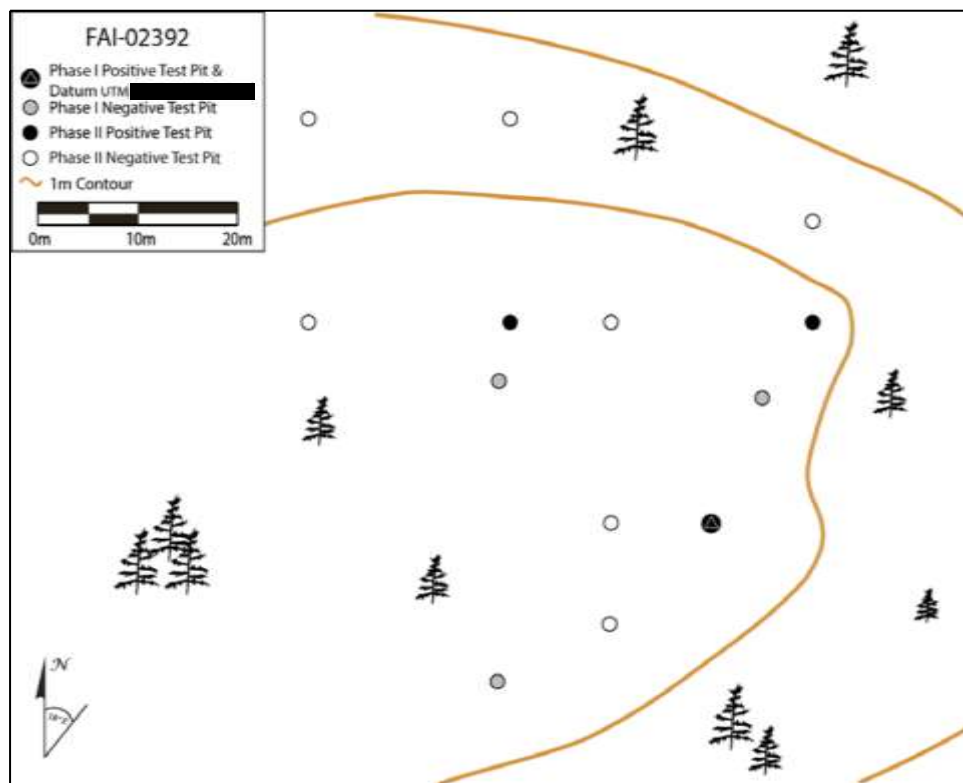 FAI-02392
Phase I Positive Test Pit &
Datum UTM
Phase I Negative Test Pit
Phase II Positive Test Pit
Phase II Negative Test Pit
1m Contour
0m 10m 20m
N